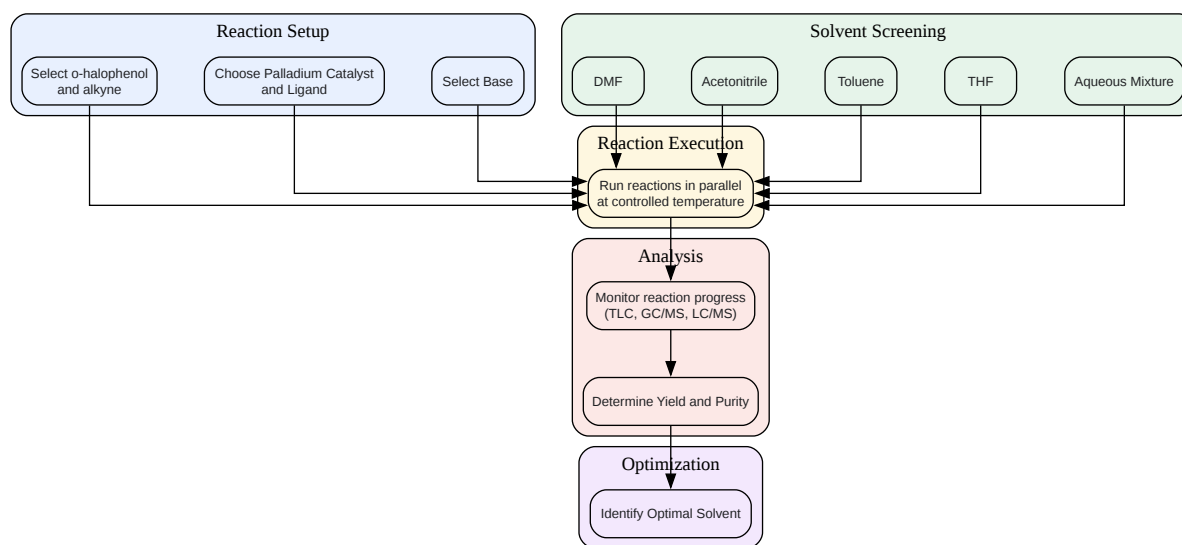 Reaction Setup
Select o-halophenol
and alkyne
Choose Palladium Catalyst
and Ligand
Select Base
Solvent Screening
DMF
Acetonitrile
Toluene
THF
Aqueous Mixture
Reaction Execution
Run reactions in parallel
at controlled temperature
Analysis
Monitor reaction progress
(TLC, GC/MS, LC/MS)
Determine Yield and Purity
Optimization
Identify Optimal Solvent